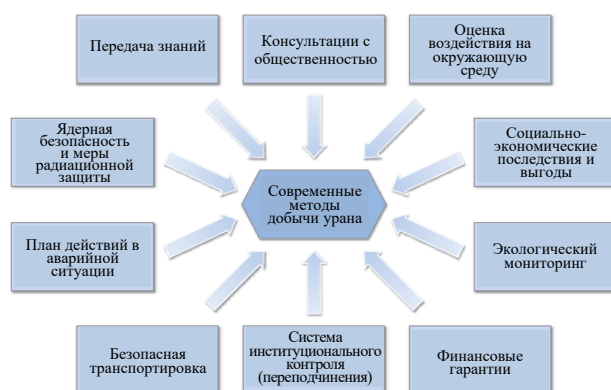 Передача знаний
Консультации с
общественностью
Оценка
воздействия на
окружающую
среду
Ядерная
безопасность
и меры
радиационной
защиты
Социально-
экономические
последствия и
выгоды
Современные
методы
добычи урана
План действий в
аварийной
ситуации
Экологический
мониторинг
Безопасная
транспортировка
Система
институционального
контроля
(переподчинения)
Финансовые
гарантии